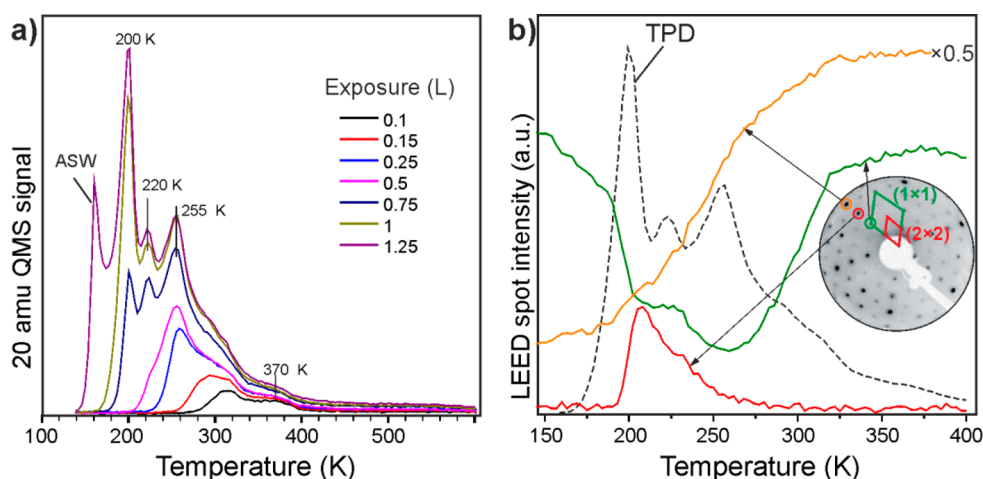 a)
200 K
ASW
220 K
255 K
370 K
Exposure (L)
0.1
0.15
0.25
0.5
0.75
1
1.25
20 amu QMS signal
100 200 300 400 500
Temperature (K)
b)
TPD
×0.5
(1×1)
(2×2)
LEED spot intensity (a.u.)
150 200 250 300 350 400
Temperature (K)